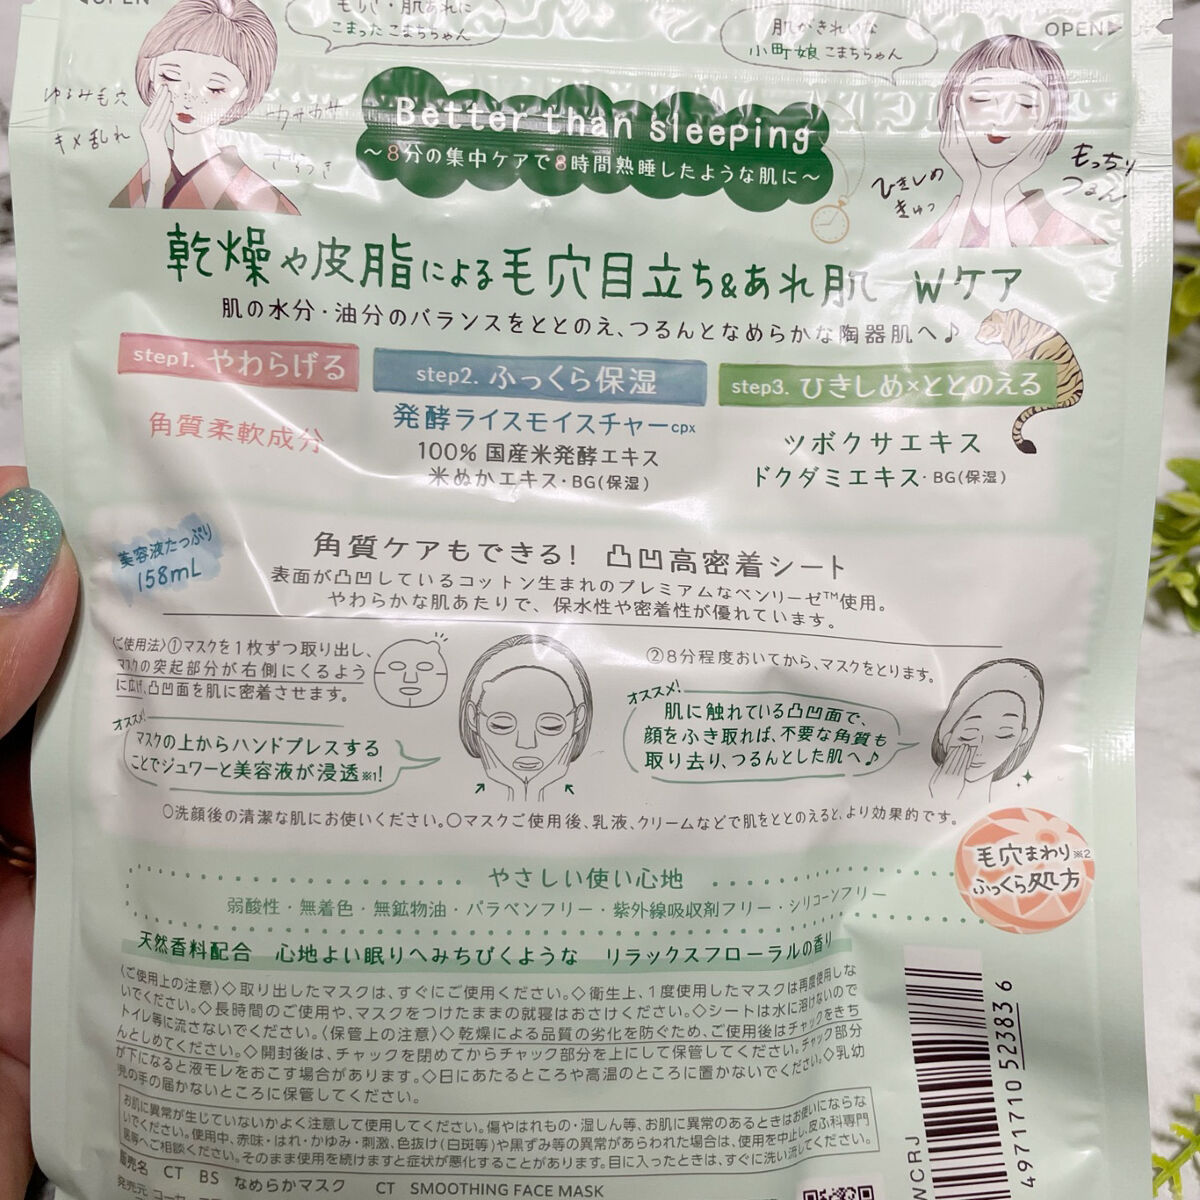 OPEN
OPEN▶
こまったこまちちゃん
肌がきれいな
小町娘こまちちゃん
ゆるみ毛穴
キメ乱れ
カサカサ
ざらつき
ひきしめ
きゅっ
もっちり
つるん
Better than sleeping
～8分の集中ケアで8時間熟睡したような肌に～
乾燥や皮脂による毛穴目立ち&あれ肌 Wケア
肌の水分・油分のバランスをととのえ、つるんとなめらかな陶器肌へ♪
step1. やわらげる
角質柔軟成分
step2. ふっくら保湿
発酵ライスモイスチャーcpx
100% 国産米発酵エキス
米ぬかエキス・BG(保湿)
step3. ひきしめ×ととのえる
ツボクサエキス
ドクダミエキス・BG(保湿)
美容液たっぷり
158mL
角質ケアもできる! 凸凹高密着シート
表面が凸凹しているコットン生まれのプレミアムなベンリーゼ™使用。
やわらかな肌あたりで、保水性や密着性が優れています。
〈ご使用法〉①マスクを1枚ずつ取り出し、
マスクの突起部分が右側にくるよう
に広げ、凸凹面を肌に密着させます。
オススメ!
マスクの上からハンドプレスする
ことでジュワーと美容液が浸透※1!
②8分程度おいてから、マスクをとります。
オススメ!
肌に触れている凸凹面で、
顔をふき取れば、不要な角質も
取り去り、つるんとした肌へ♪
○洗顔後の清潔な肌にお使いください。○マスクご使用後、乳液、クリームなどで肌をととのえると、より効果的です。
毛穴まわり※2
ふっくら処方
やさしい使い心地
弱酸性・無着色・無鉱物油・パラベンフリー・紫外線吸収剤フリー・シリコーンフリー
天然香料配合 心地よい眠りへみちびくような リラックスフローラルの香り
〈ご使用上の注意〉◇取り出したマスクは、すぐにご使用ください。◇衛生上、1度使用したマスクは再度使用しな
いでください。◇長時間のご使用や、マスクをつけたままの就寝はおさけください。◇シートは水に溶けないので
トイレ等に流さないでください。〈保管上の注意〉◇乾燥による品質の劣化を防ぐため、ご使用後はチャックをきち
んとしめてください。◇開封後は、チャックを閉めてからチャック部分を上にして保管してください。チャック部分
が下になると液モレをおこす場合があります。◇日にあたるところや高温のところに置かないでください。◇乳幼
児の手の届かないところに保管してください。
お肌に異常が生じていないかよく注意して使用してください。傷やはれもの・湿しん等、お肌に異常のあるときはお使いにならな
いでください。使用中、赤味・はれ・かゆみ・刺激、色抜け(白斑等)や黒ずみ等の異常があらわれた場合は、使用を中止し、皮ふ科専門
医等へご相談ください。そのまま使用を続けますと症状が悪化することがあります。目に入ったときは、すぐに洗い流してください。
販売名 CT BS なめらかマスク CT SMOOTHING FACE MASK
発売元 コーセー
NCRJ
4971710523836